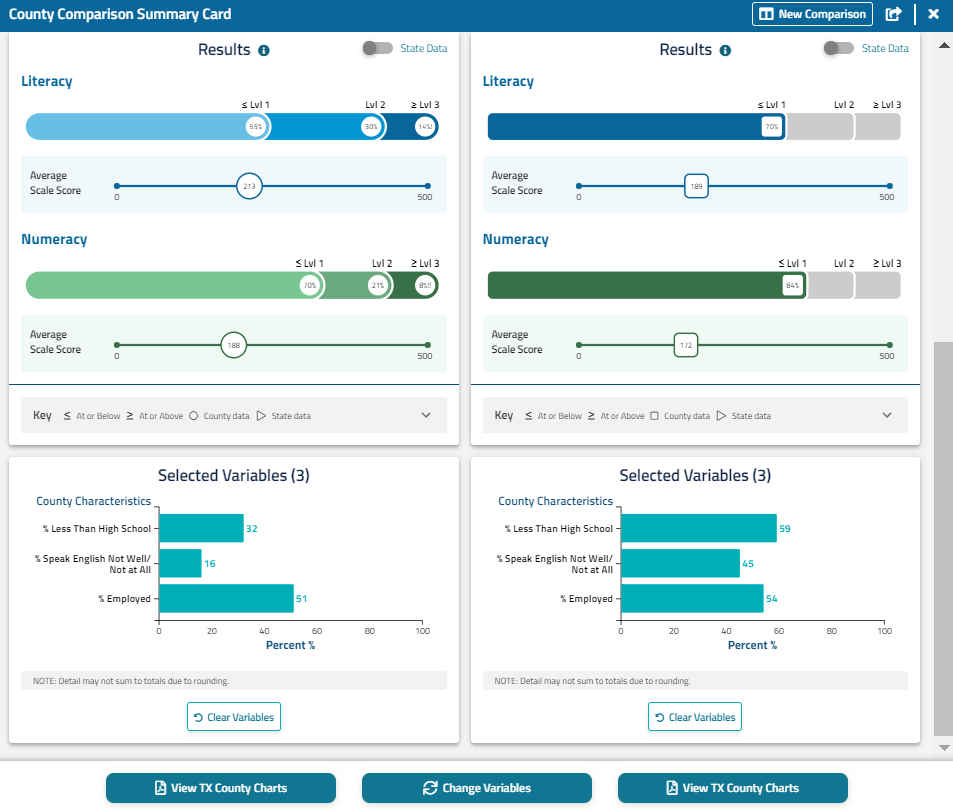 County Comparison Summary Card
New Comparison
Results
State Data
Literacy
≤ Lvl 1 Lvl 2 ≥ Lvl 3
55% 30% 14%!
Average
Scale Score
213
0 500
Numeracy
≤ Lvl 1 Lvl 2 ≥ Lvl 3
70% 21% 8%!!
Average
Scale Score
188
0 500
Key ≤ At or Below ≥ At or Above County data State data
Results
State Data
Literacy
≤ Lvl 1 Lvl 2 ≥ Lvl 3
70%
Average
Scale Score
189
0 500
Numeracy
≤ Lvl 1 Lvl 2 ≥ Lvl 3
84%
Average
Scale Score
172
0 500
Key ≤ At or Below ≥ At or Above County data State data
Selected Variables (3)
County Characteristics
% Less Than High School 32
% Speak English Not Well/
Not at All 16
% Employed 51
0 20 40 60 80 100
Percent %
NOTE: Detail may not sum to totals due to rounding.
Clear Variables
Selected Variables (3)
County Characteristics
% Less Than High School 59
% Speak English Not Well/
Not at All 45
% Employed 54
0 20 40 60 80 100
Percent %
NOTE: Detail may not sum to totals due to rounding.
Clear Variables
View TX County Charts
Change Variables
View TX County Charts